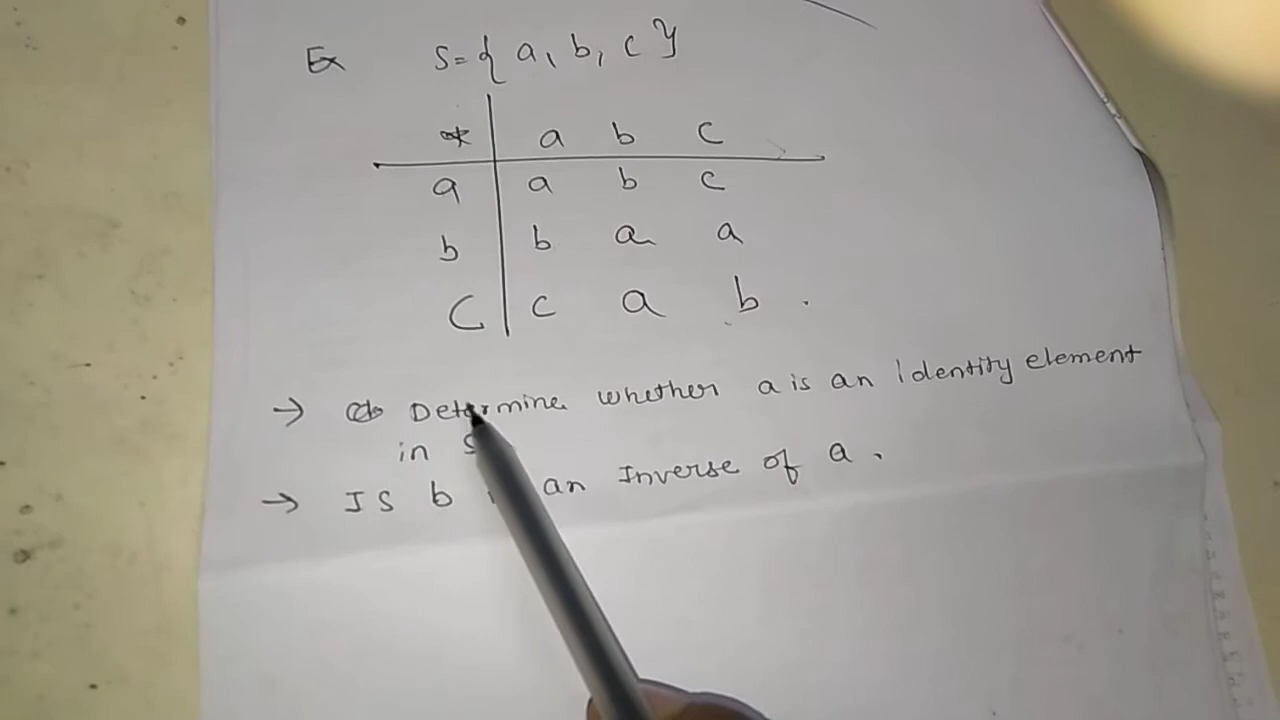 Ex S={ a, b, c }
* a b c
a a b c
b b a a
C c a b .
→ Determine whether a is an identity element
in S
→ IS b an Inverse of a .